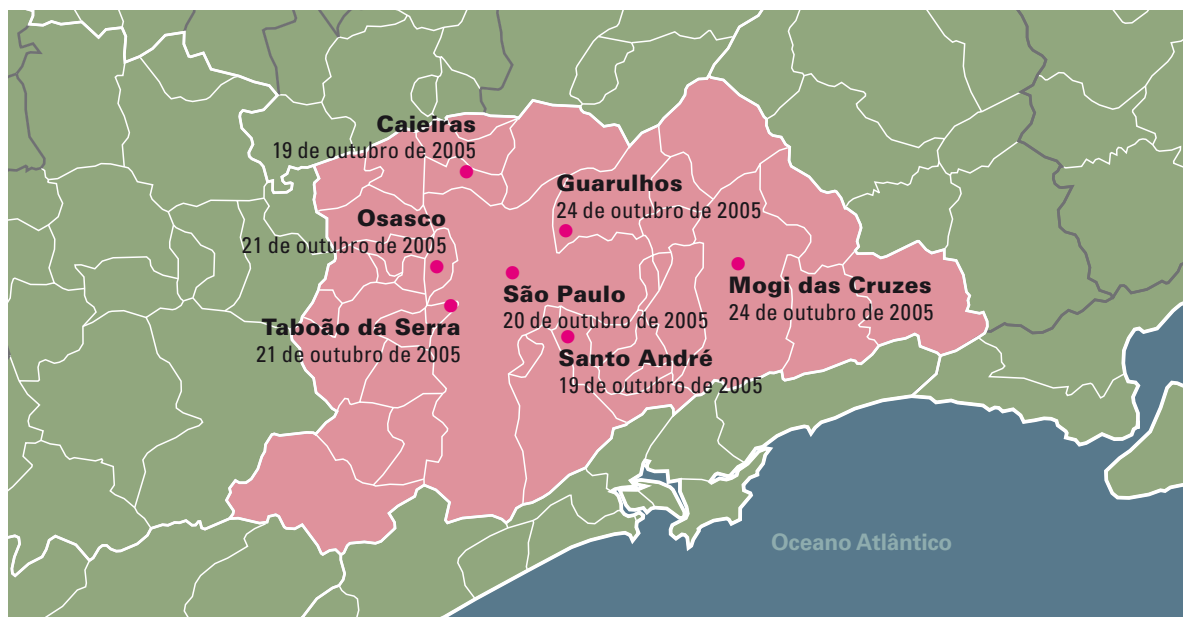 Caieiras
19 de outubro de 2005
Guarulhos
24 de outubro de 2005
Osasco
21 de outubro de 2005
Mogi das Cruzes
24 de outubro de 2005
São Paulo
20 de outubro de 2005
Taboão da Serra
21 de outubro de 2005
Santo André
19 de outubro de 2005
Oceano Atlântico